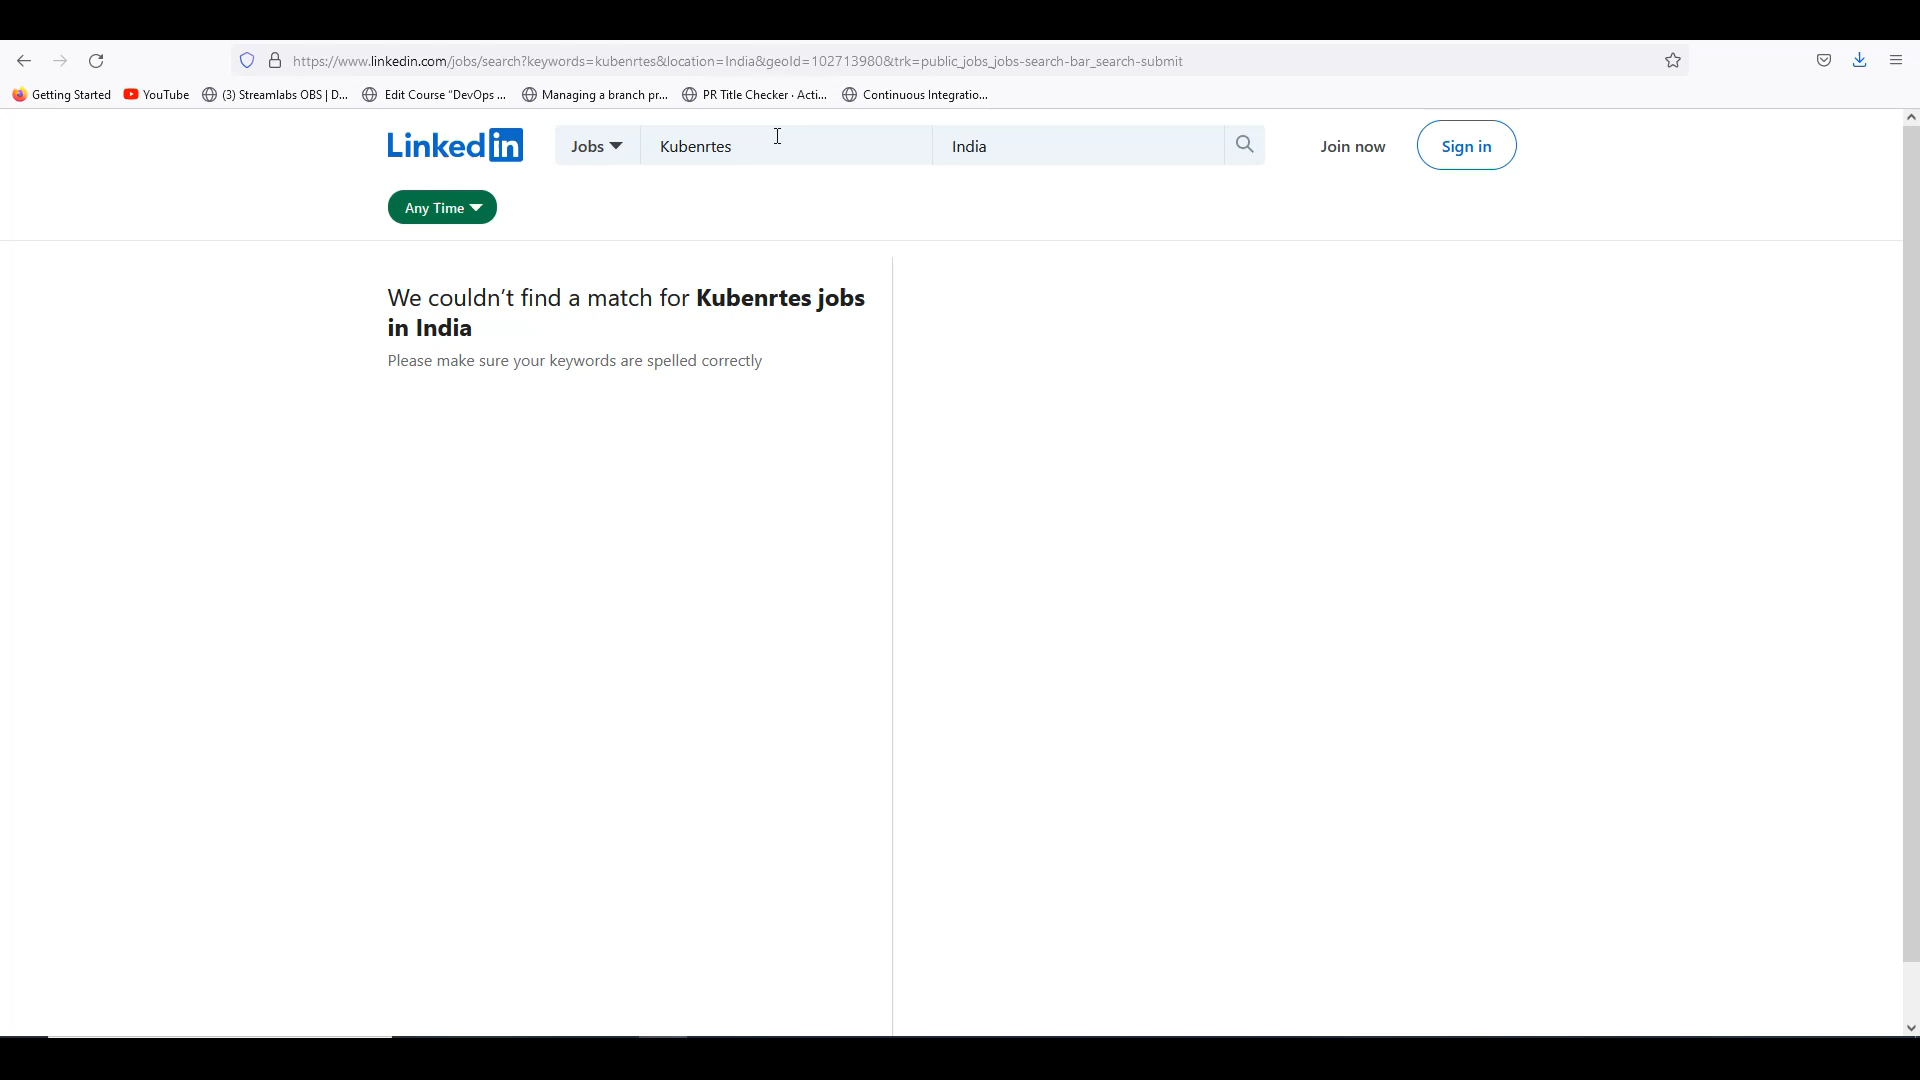 https://www.linkedin.com/jobs/search?keywords=kubenrtes&location=India&geoId=102713980&trk=public_jobs_jobs-search-bar_search-submit
Getting Started YouTube (3) Streamlabs OBS | D... Edit Course "DevOps ... Managing a branch pr... PR Title Checker · Acti... Continuous Integratio...
Linked in Jobs Kubenrtes India Join now Sign in
Any Time
We couldn't find a match for Kubenrtes jobs
in India
Please make sure your keywords are spelled correctly